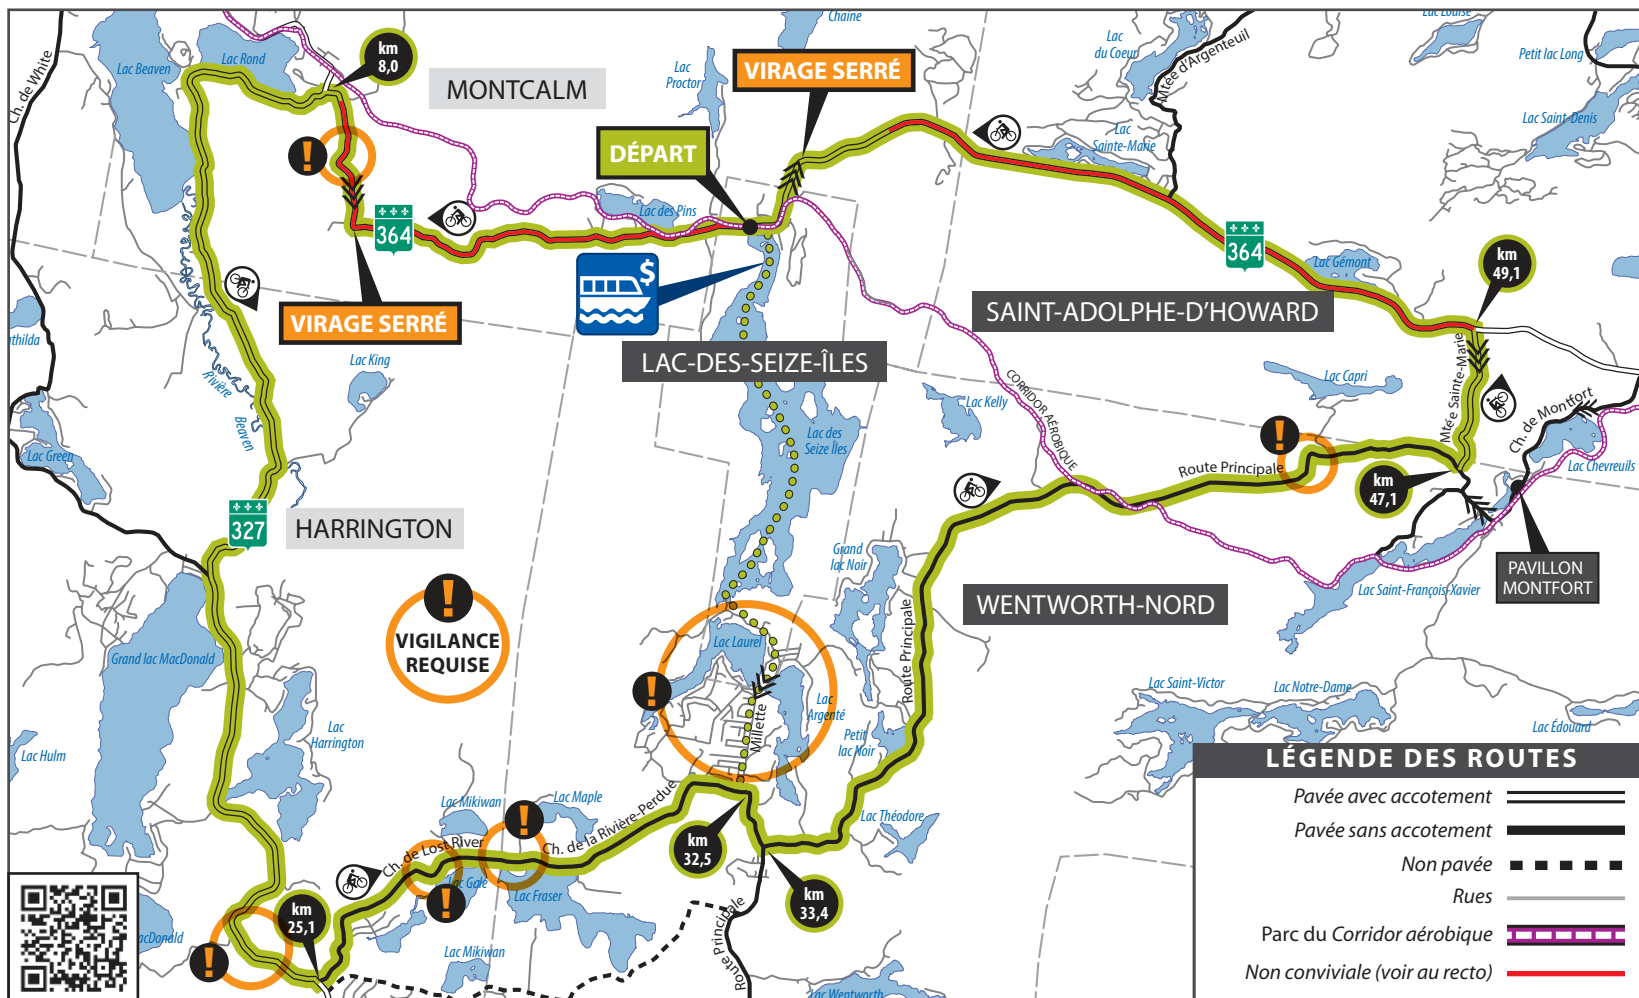 Chaine
Lac Louise
Ch. de White
Lac Beaven
Lac Rond
km
8,0
MONTCALM
Lac
Proctor
VIRAGE SERRÉ
Lac
du Coeur
Mtée d'Argenteuil
Petit lac Long
Lac Saint-Denis
DÉPART
Lac
Sainte-Marie
Lac des Pins
364
364
Lac Gémont
km
49,1
$
VIRAGE SERRÉ
SAINT-ADOLPHE-D'HOWARD
LAC-DES-SEIZE-ÎLES
athilda
Lac King
Rivière
Beaven
Lac Kelly
CORRIDOR AÉROBIQUE
Lac Capri
Mtée Sainte-Marie
Ch. de Montfort
Lac des
Seize Îles
Lac Green
Route Principale
Lac Chevreuils
km
47,1
327
HARRINGTON
Grand
lac Noir
PAVILLON
MONTFORT
Lac Saint-François-Xavier
WENTWORTH-NORD
VIGILANCE
REQUISE
Grand lac MacDonald
Lac Laurel
Route Principale
Lac
Argenté
Millette
Petit
lac Noir
Lac Saint-Victor
Lac Notre-Dame
Lac Édouard
Lac
Harrington
Lac Hulm
Lac Mikiwan
Lac Maple
Ch. de la Rivière-Perdue
Ch. de Lost River
Lac Théodore
km
32,5
Lac Gale
Lac Fraser
km
33,4
km
25,1
Lac Mikiwan
Route Principale
Lac Wentworth
acDonald
LÉGENDE DES ROUTES
Pavée avec accotement
Pavée sans accotement
Non pavée
Rues
Parc du Corridor aérobique
Non conviviale (voir au recto)